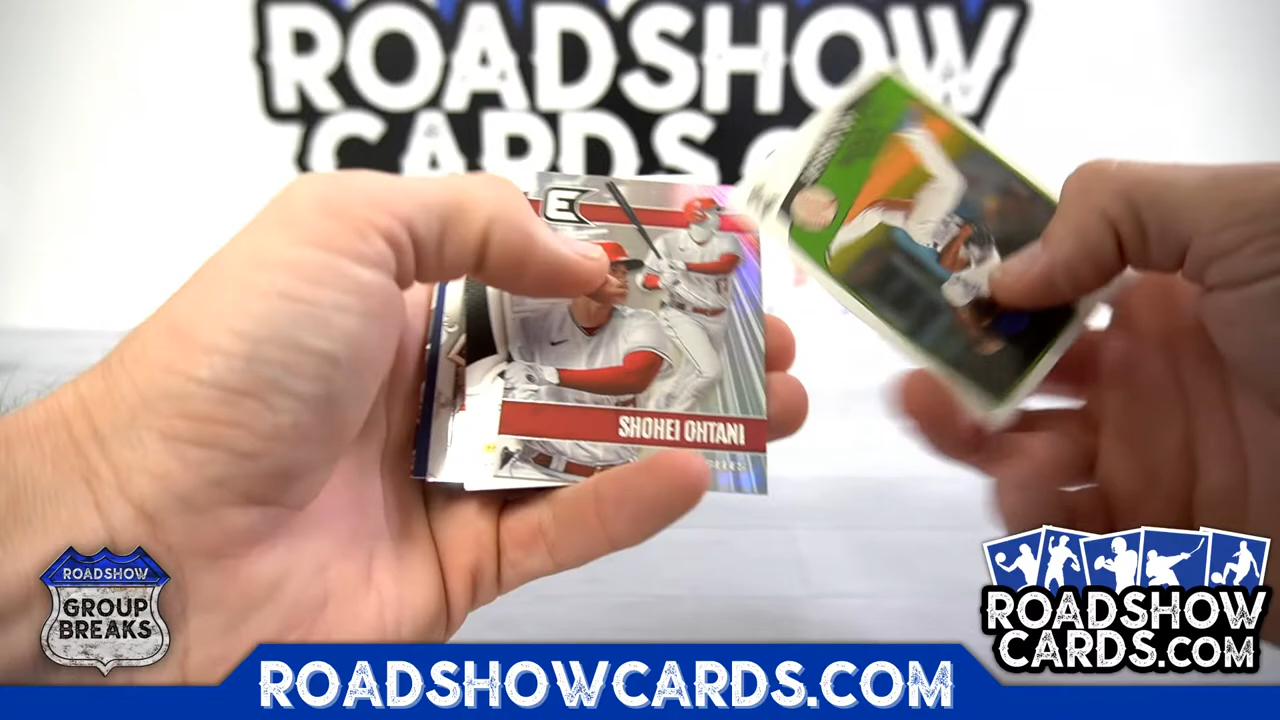 ROADSHOW
CARDS.
E
SHOHEI OHTANI
ROADSHOW
GROUP
BREAKS
ROADSHOW
CARDS.COM
ROADSHOWCARDS.COM